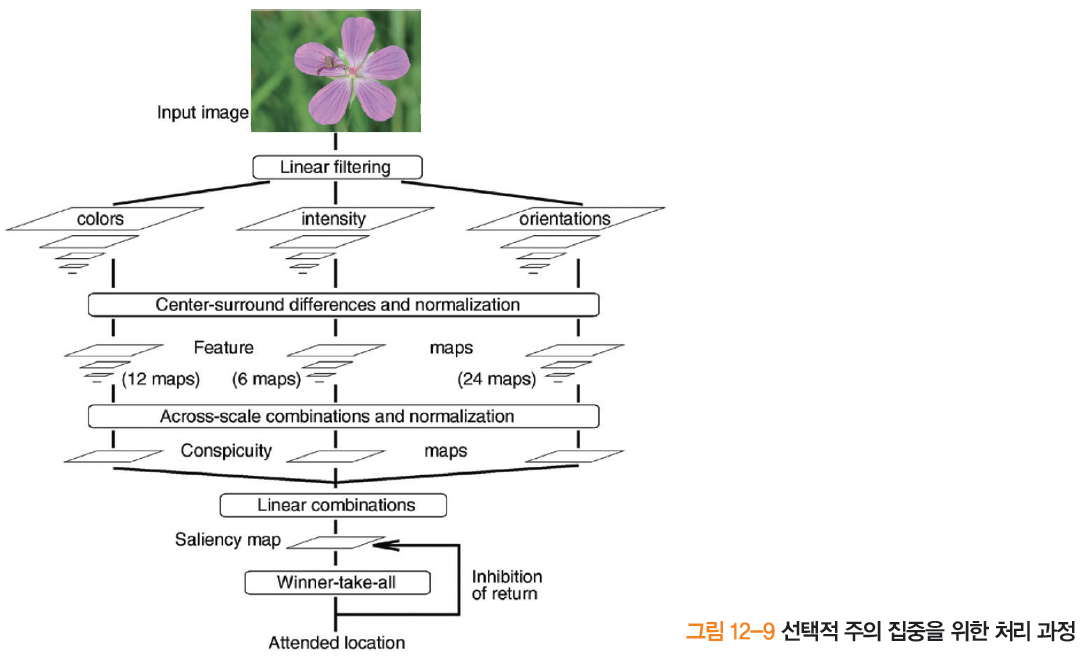 Input image
Linear filtering
colors
intensity
orientations
Center-surround differences and normalization
Feature maps
(12 maps)
(6 maps)
(24 maps)
Across-scale combinations and normalization
Conspicuity maps
Linear combinations
Saliency map
Winner-take-all
Inhibition
of return
Attended location
그림 12-9 선택적 주의 집중을 위한 처리 과정